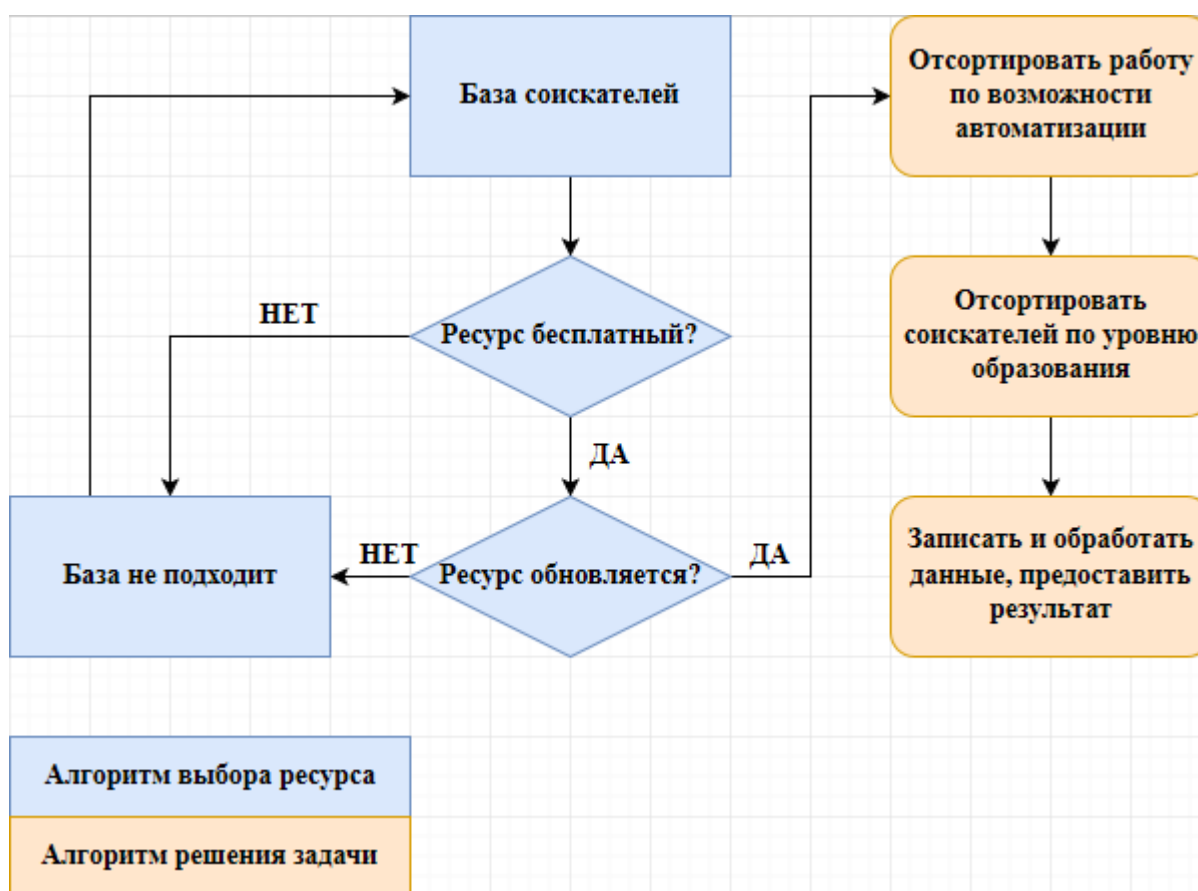 База соискателей
Ресурс бесплатный?
НЕТ
ДА
Ресурс обновляется?
НЕТ
ДА
База не подходит
Отсортировать работу
по возможности
автоматизации
Отсортировать
соискателей по уровню
образования
Записать и обработать
данные, предоставить
результат
Алгоритм выбора ресурса
Алгоритм решения задачи